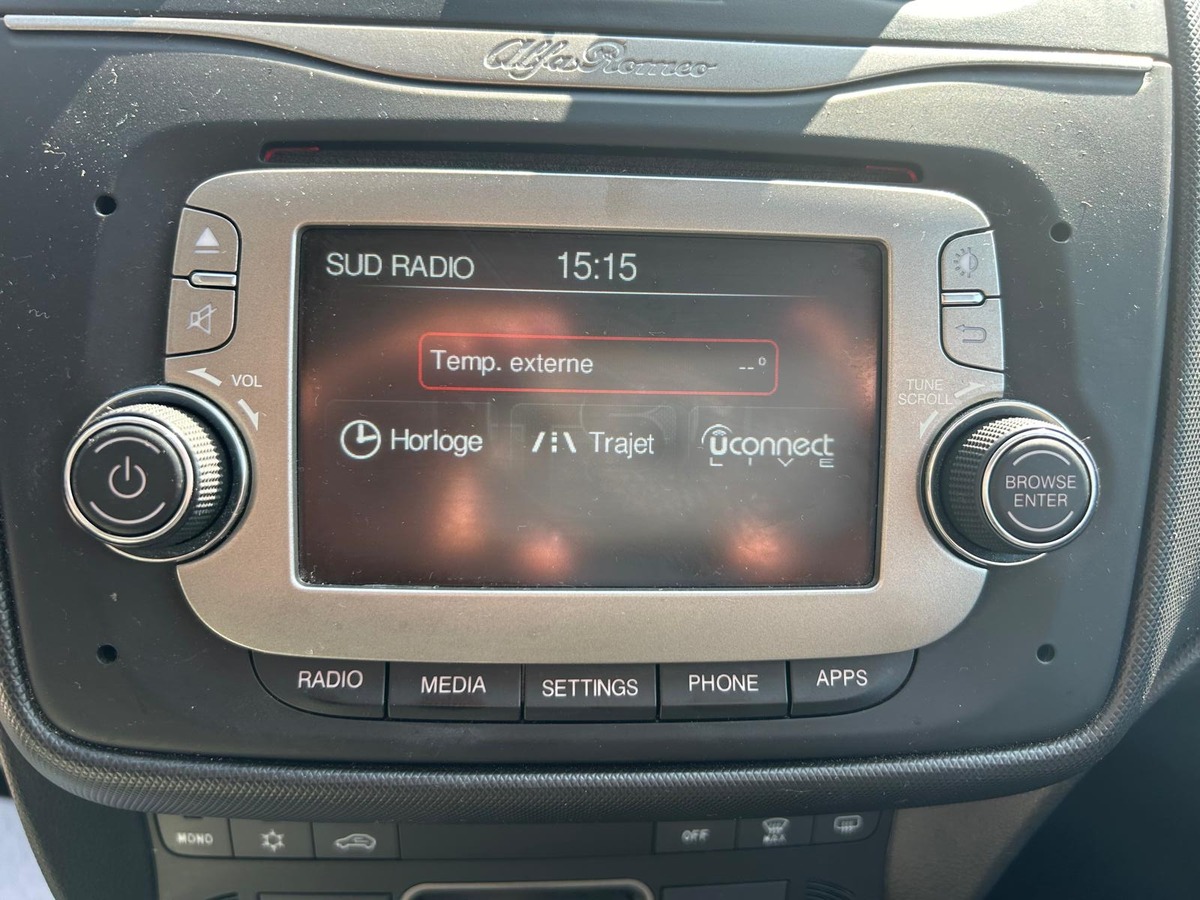 Alfa Romeo
SUD RADIO 15:15
Temp. externe --°
Horloge Trajet Uconnect
LIVE
VOL
TUNE
SCROLL
BROWSE
ENTER
RADIO MEDIA SETTINGS PHONE APPS
MONO OFF